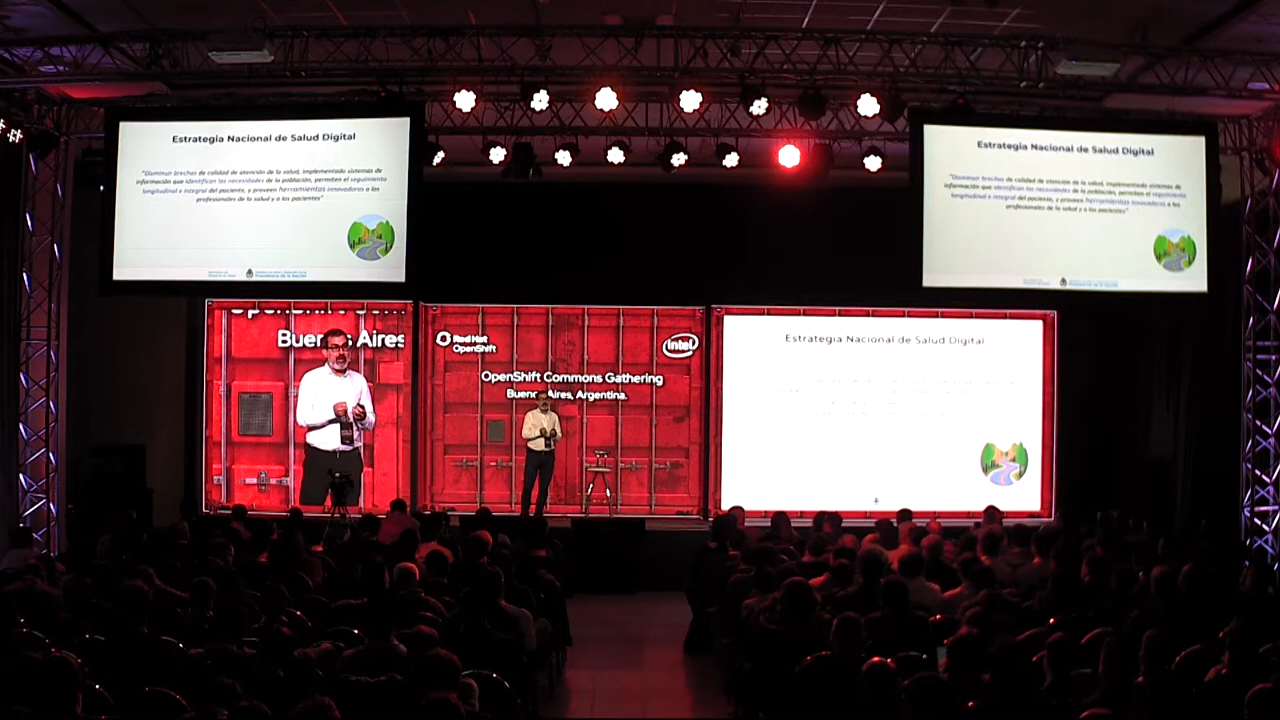 Estrategia Nacional de Salud Digital
"Disminuir brechas de calidad de atención de la salud, implementado sistemas de
información que identifican las necesidades de la población, permiten el seguimiento
longitudinal e integral del paciente, y proveen herramientas innovadoras a los
profesionales de la salud y a los pacientes"
Presidencia de la Nación
Estrategia Nacional de Salud Digital
"Disminuir brechas de calidad de atención de la salud, implementado sistemas de
información que identifican las necesidades de la población, permiten el seguimiento
longitudinal e integral del paciente, y proveen herramientas innovadoras a los
profesionales de la salud y a los pacientes"
Buenos Aires
Red Hat
OpenShift
intel
OpenShift Commons Gathering
Buenos Aires, Argentina.
Estrategia Nacional de Salud Digital